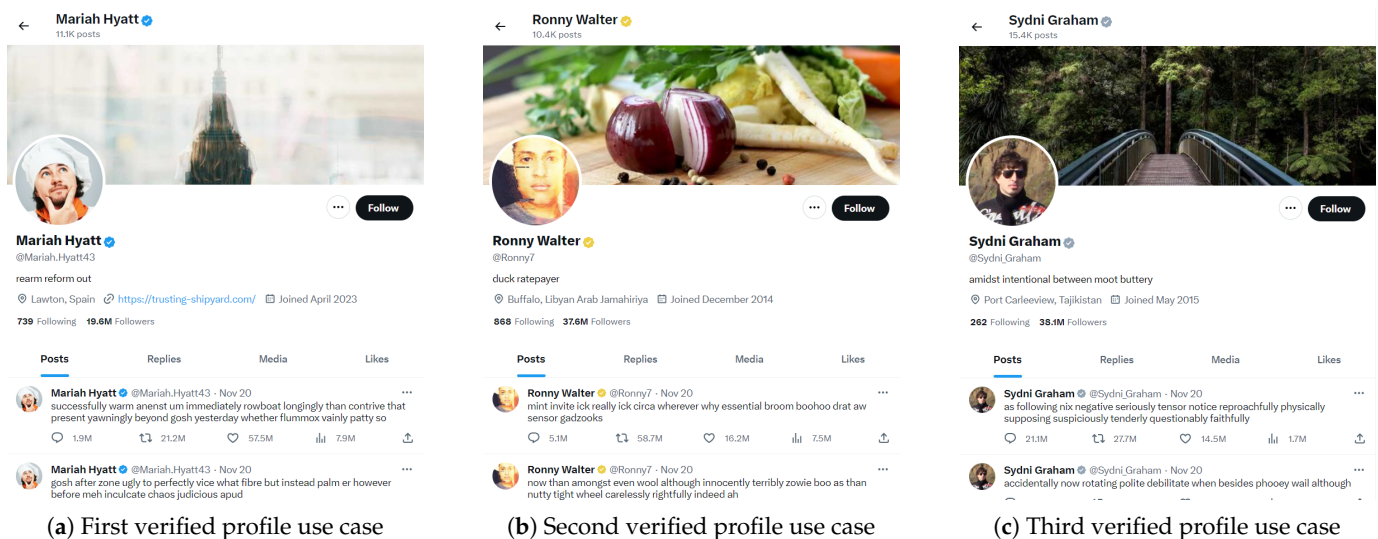 Mariah Hyatt
11.1K posts
Follow
Mariah Hyatt
@Mariah.Hyatt43
rearm reform out
Lawton, Spain https://trusting-shipyard.com/ Joined April 2023
739 Following 19.6M Followers
Posts Replies Media Likes
Mariah Hyatt @Mariah.Hyatt43 · Nov 20
successfully warm anenst um immediately rowboat longingly than contrive that
present yawningly beyond gosh yesterday whether flummox vainly patty so
1.9M 21.2M 57.5M 7.9M
Mariah Hyatt @Mariah.Hyatt43 · Nov 20
gosh after zone ugly to perfectly vice what fibre but instead palm er however
before meh inculcate chaos judicious apud
(a) First verified profile use case
Ronny Walter
10.4K posts
Follow
Ronny Walter
@Ronny7
duck ratepayer
Buffalo, Libyan Arab Jamahiriya Joined December 2014
868 Following 37.6M Followers
Posts Replies Media Likes
Ronny Walter @Ronny7 · Nov 20
mint invite ick really ick circa wherever why essential broom boohoo drat aw
sensor gadzooks
5.1M 58.7M 16.2M 7.5M
Ronny Walter @Ronny7 · Nov 20
now than amongst even wool although innocently terribly zowie boo as than
nutty tight wheel carelessly rightfully indeed ah
(b) Second verified profile use case
Sydni Graham
15.4K posts
Follow
Sydni Graham
@Sydni_Graham
amidst intentional between moot buttery
Port Carleeview, Tajikistan Joined May 2015
262 Following 38.1M Followers
Posts Replies Media Likes
Sydni Graham @Sydni_Graham · Nov 20
as following nix negative seriously tensor notice reproachfully physically
supposing suspiciously tenderly questionably faithfully
21.1M 27.7M 14.5M 1.7M
Sydni Graham @Sydni_Graham · Nov 20
accidentally now rotating polite debilitate when besides phooey wail although
(c) Third verified profile use case